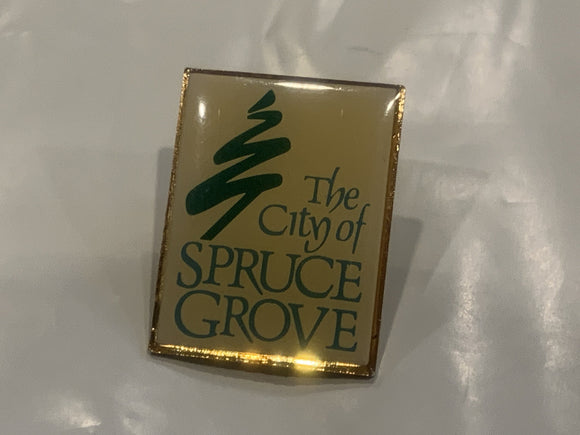 The
City of
SPRUCE
GROVE